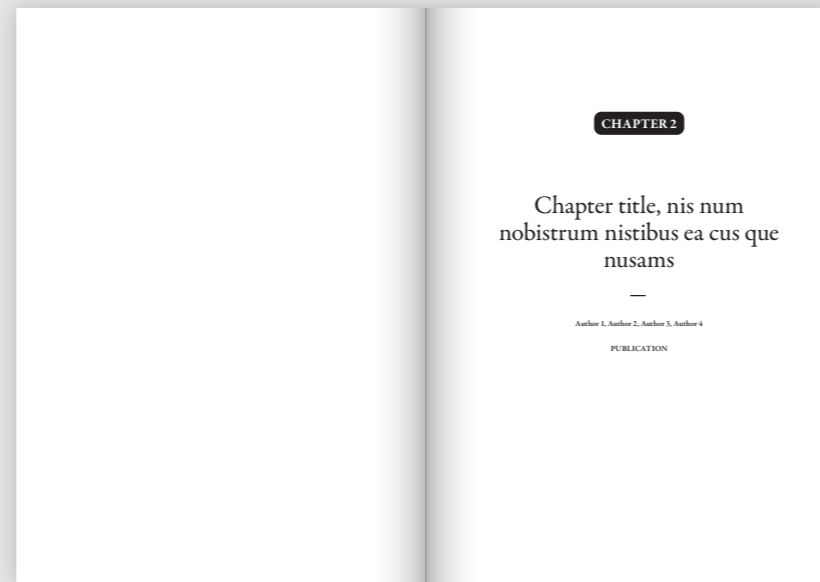 CHAPTER 2
Chapter title, nis num
nobistrum nistibus ea cus que
nusams
—
Author 1, Author 2, Author 3, Author 4
PUBLICATION